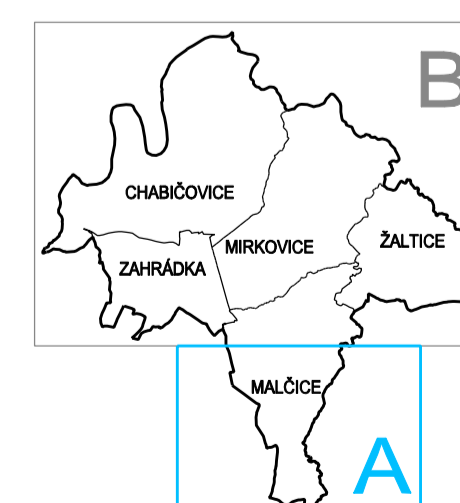 B
CHABIČOVICE
MIRKOVICE
ŽALTICE
ZAHRÁDKA
MALČICE
A